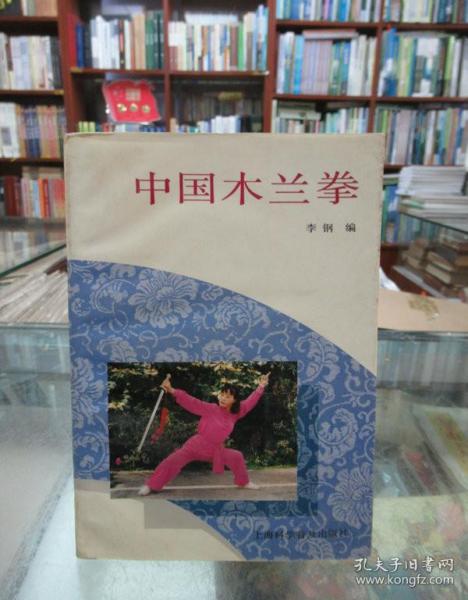 中国木兰拳
李钢 编
上海科学普及出版社
孔夫子旧书网
www.kongfz.com